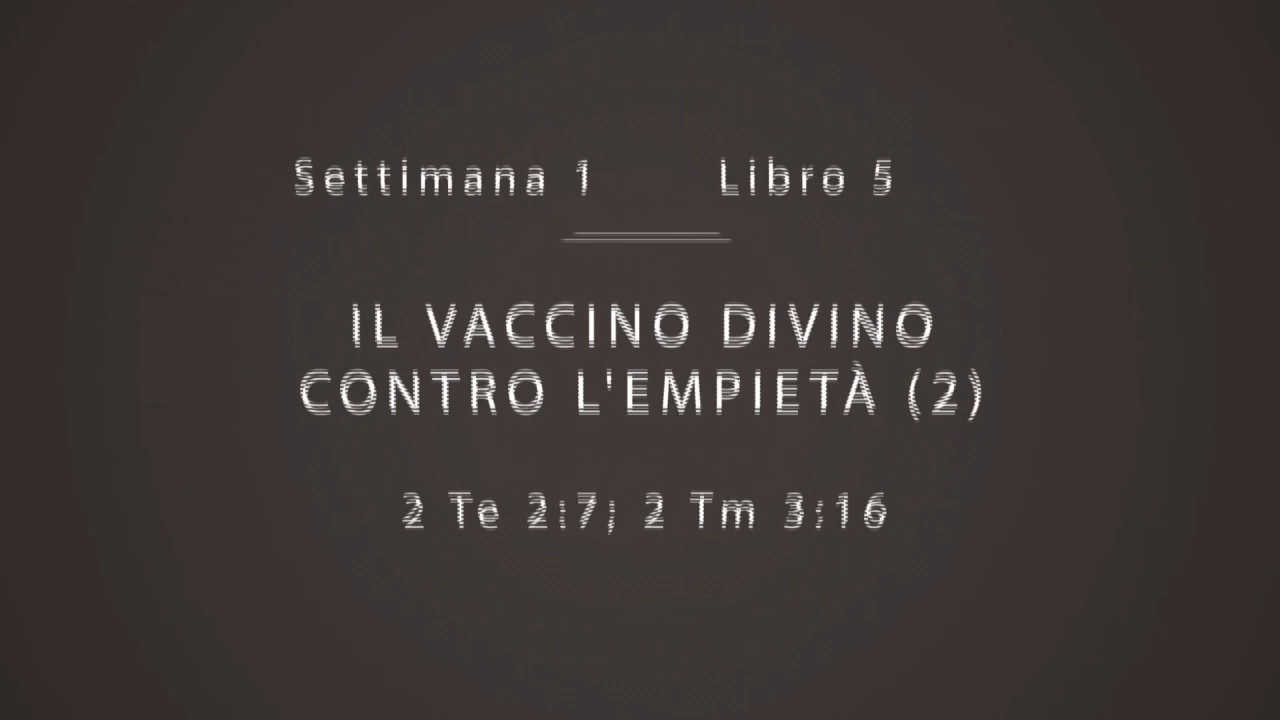 Settimana 1 Libro 5
IL VACCINO DIVINO
CONTRO L'EMPIETÀ (2)
2 Te 2:7; 2 Tm 3:16